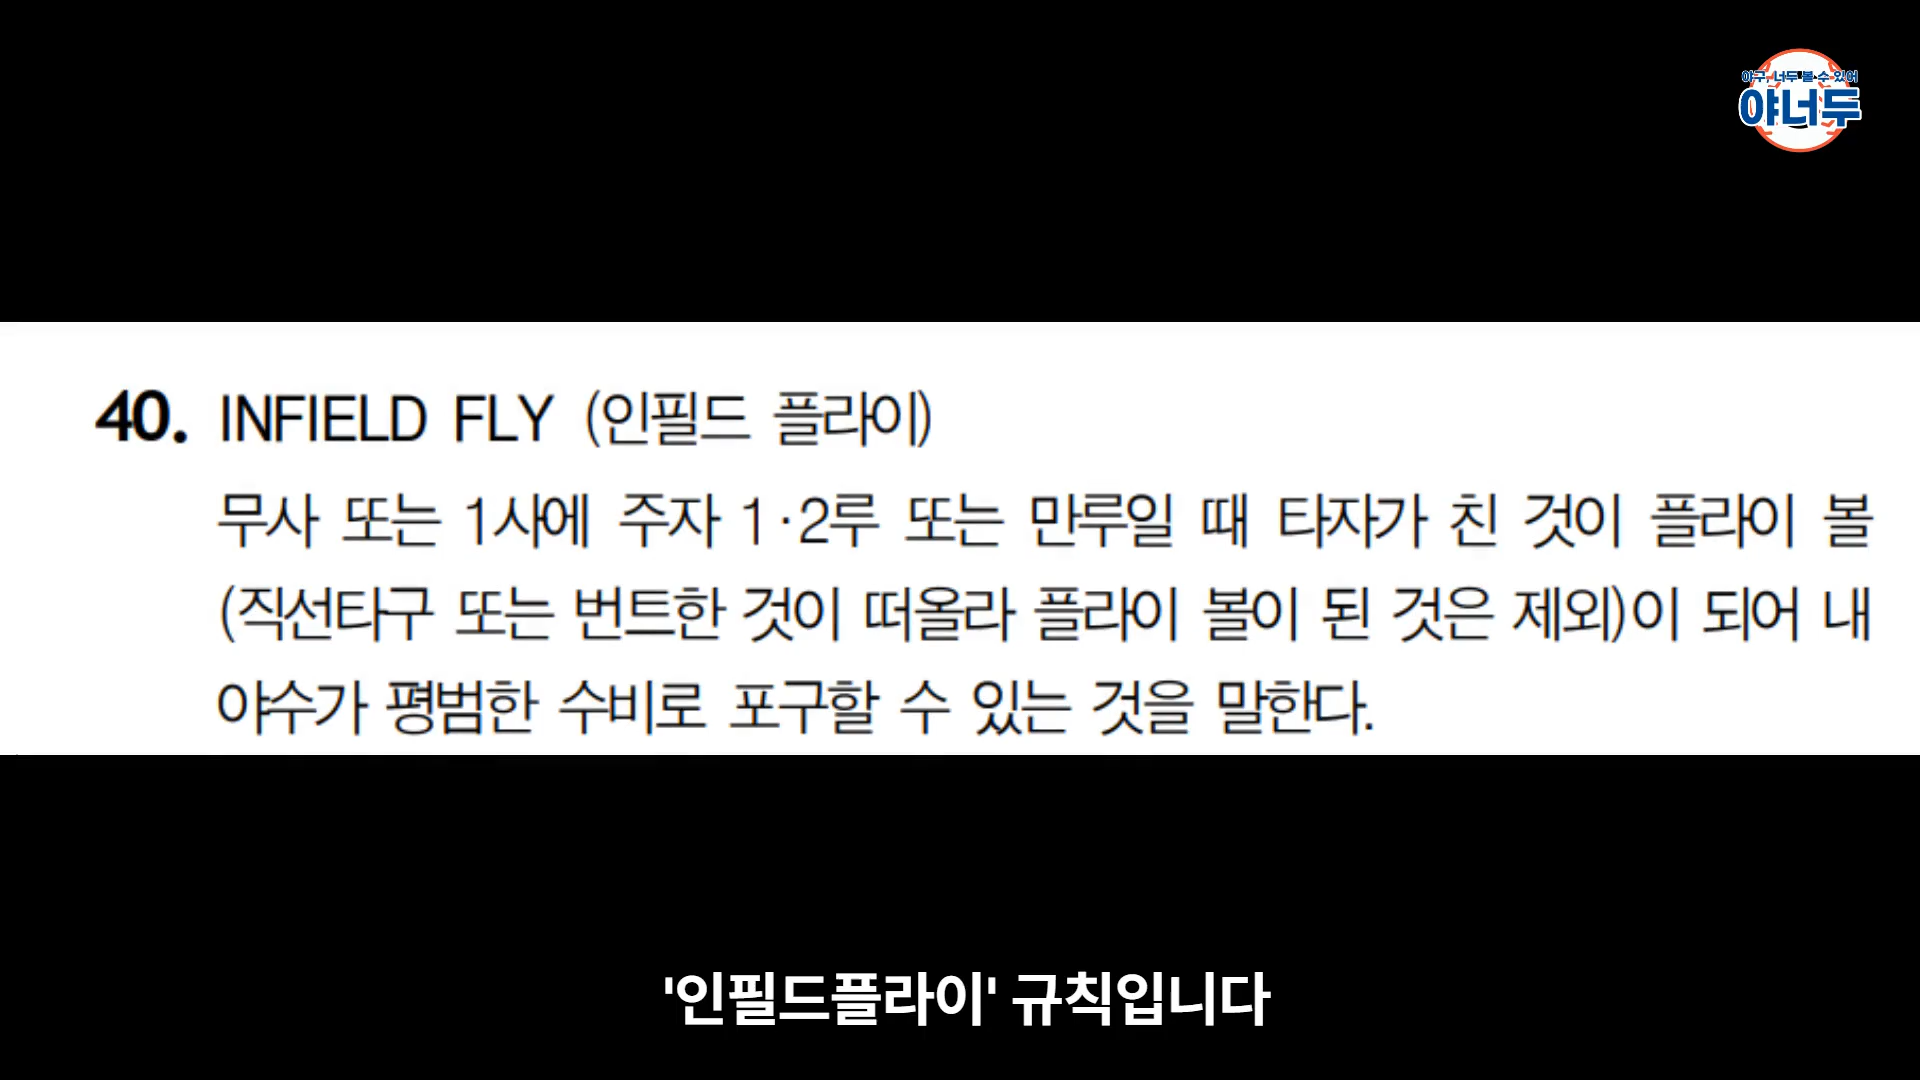 야구, 너두 볼 수 있어
야너두
40. INFIELD FLY (인필드 플라이)
무사 또는 1사에 주자 1·2루 또는 만루일 때 타자가 친 것이 플라이 볼
(직선타구 또는 번트한 것이 떠올라 플라이 볼이 된 것은 제외)이 되어 내
야수가 평범한 수비로 포구할 수 있는 것을 말한다.
'인필드플라이' 규칙입니다